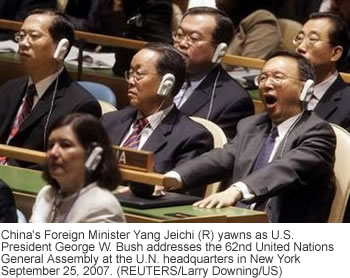 INA
China's Foreign Minister Yang Jeichi (R) yawns as U.S.
President George W. Bush addresses the 62nd United Nations
General Assembly at the U.N. headquarters in New York
September 25, 2007. (REUTERS/Larry Downing/US)